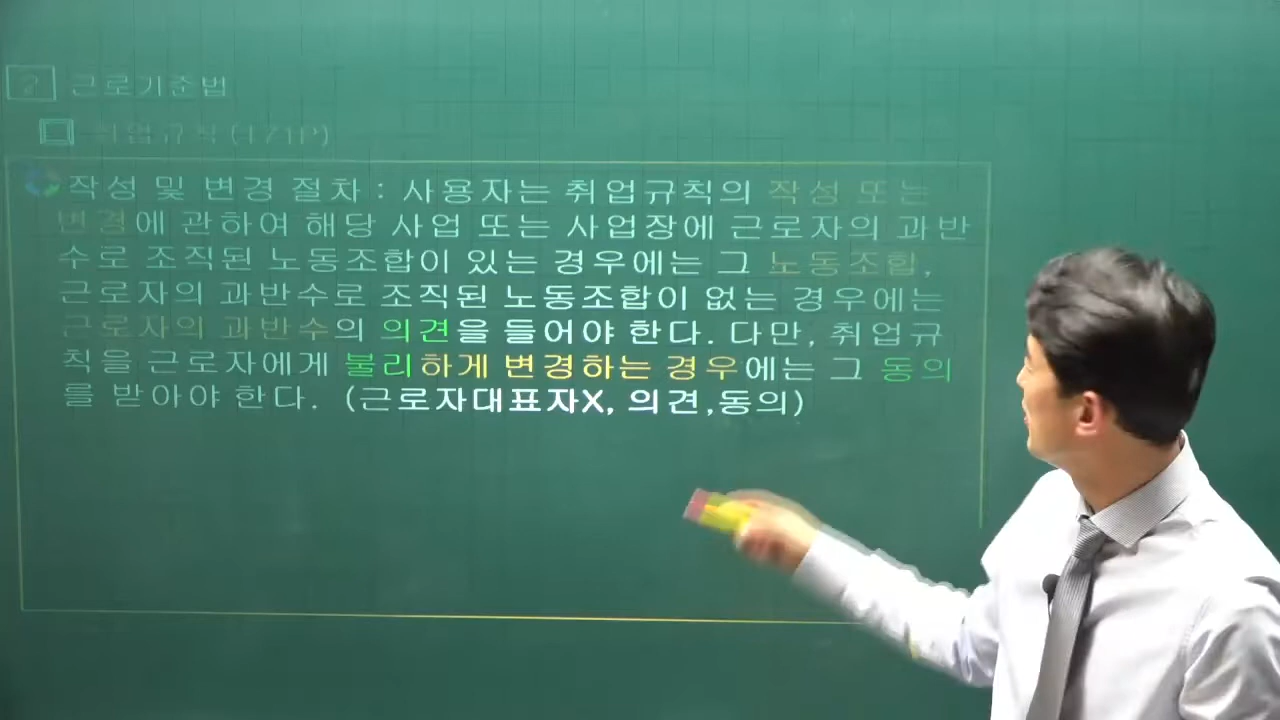 2 근로기준법
취업규칙 (171P)
작성 및 변경 절차 : 사용자는 취업규칙의 작성 또는
변경에 관하여 해당 사업 또는 사업장에 근로자의 과반
수로 조직된 노동조합이 있는 경우에는 그 노동조합,
근로자의 과반수로 조직된 노동조합이 없는 경우에는
근로자의 과반수의 의견을 들어야 한다. 다만, 취업규
칙을 근로자에게 불리하게 변경하는 경우에는 그 동의
를 받아야 한다. (근로자대표자X, 의견,동의)